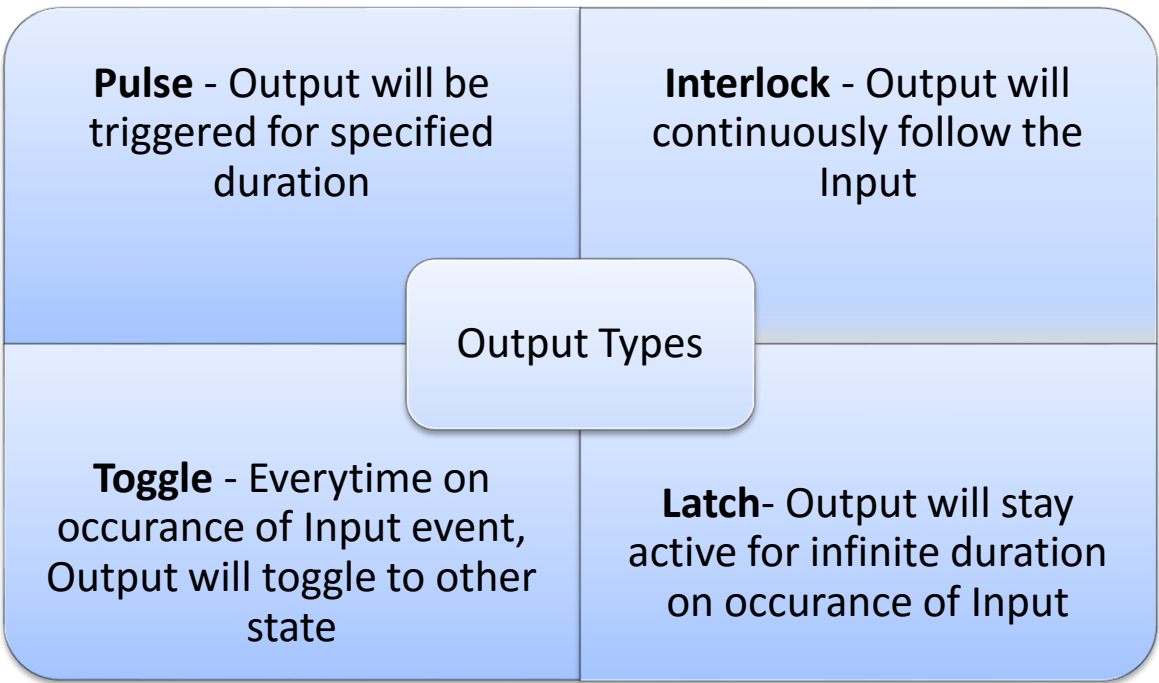 Pulse - Output will be
triggered for specified
duration
Interlock - Output will
continuously follow the
Input
Output Types
Toggle - Everytime on
occurance of Input event,
Output will toggle to other
state
Latch- Output will stay
active for infinite duration
on occurance of Input